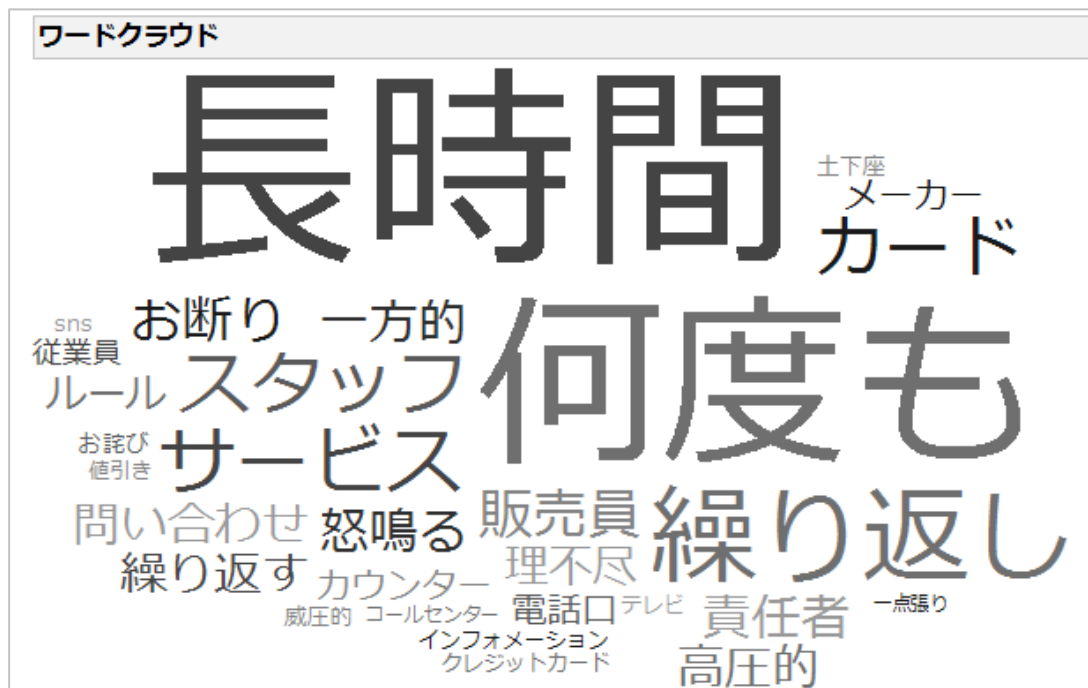 ワードクラウド
長時間
土下座
メーカー
カード
お断り
一方的
何度も
sns
従業員
ルール
スタッフ
お詫び
値引き
サービス
問い合わせ
怒鳴る
販売員
繰り返し
繰り返す
カウンター
理不尽
威圧的
コールセンター
電話口
テレビ
責任者
一点張り
インフォメーション
クレジットカード
高圧的